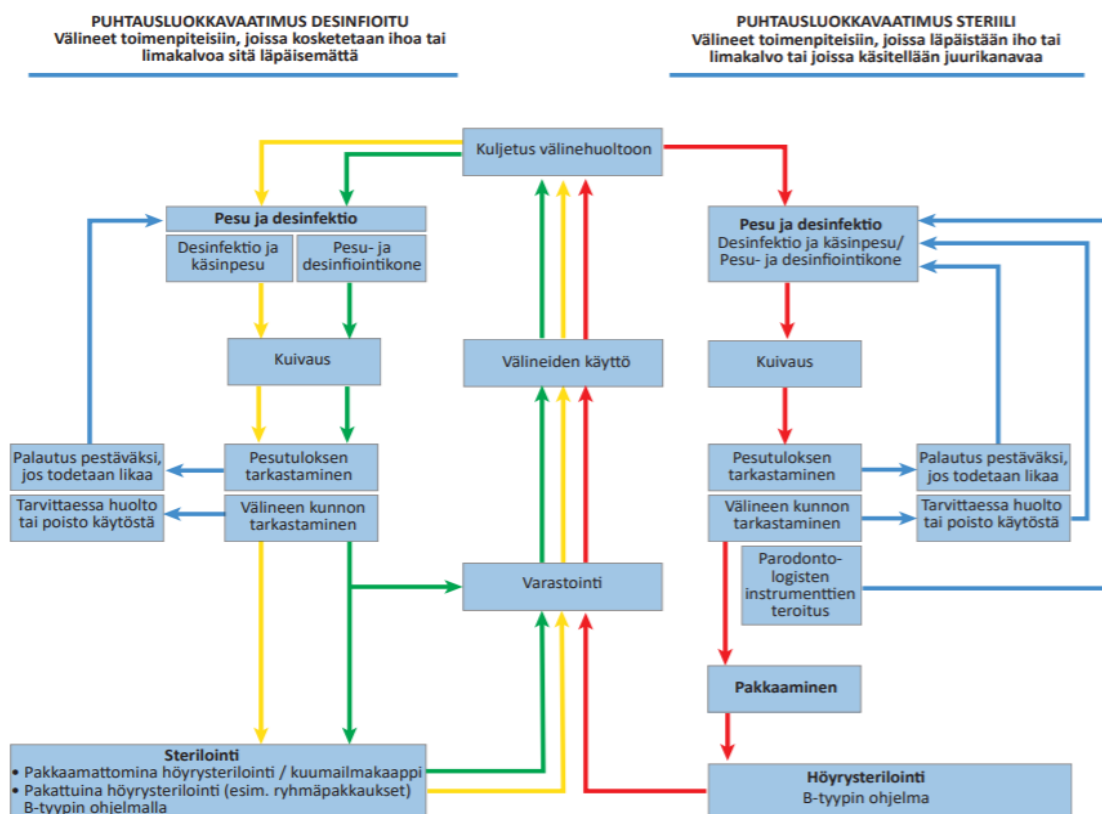 PUHTAUSLUOKKAVAATIMUS DESINFIOITU
Välineet toimenpiteisiin, joissa kosketetaan ihoa tai
limakalvoa sitä läpäisemättä
PUHTAUSLUOKKAVAATIMUS STERIILI
Välineet toimenpiteisiin, joissa läpäistään iho tai
limakalvo tai joissa käsitellään juurikanavaa
Kuljetus välinehuoltoon
Pesu ja desinfektio
Desinfektio ja
käsinpesu
Pesu- ja
desinfiointikone
Kuivaus
Pesutuloksen
tarkastaminen
Palautus pestäväksi,
jos todetaan likaa
Välineen kunnon
tarkastaminen
Tarvittaessa huolto
tai poisto käytöstä
Sterilointi
• Pakkaamattomina höyrysterilointi / kuumailmakaappi
• Pakattuina höyrysterilointi (esim. ryhmäpakkaukset)
B-tyypin ohjelmalla
Välineiden käyttö
Varastointi
Pesu ja desinfektio
Desinfektio ja käsinpesu/
Pesu- ja desinfiointikone
Kuivaus
Pesutuloksen
tarkastaminen
Palautus pestäväksi,
jos todetaan likaa
Välineen kunnon
tarkastaminen
Tarvittaessa huolto
tai poisto käytöstä
Parodonto-
logisten
instrumenttien
teroitus
Pakkaaminen
Höyrysterilointi
B-tyypin ohjelma